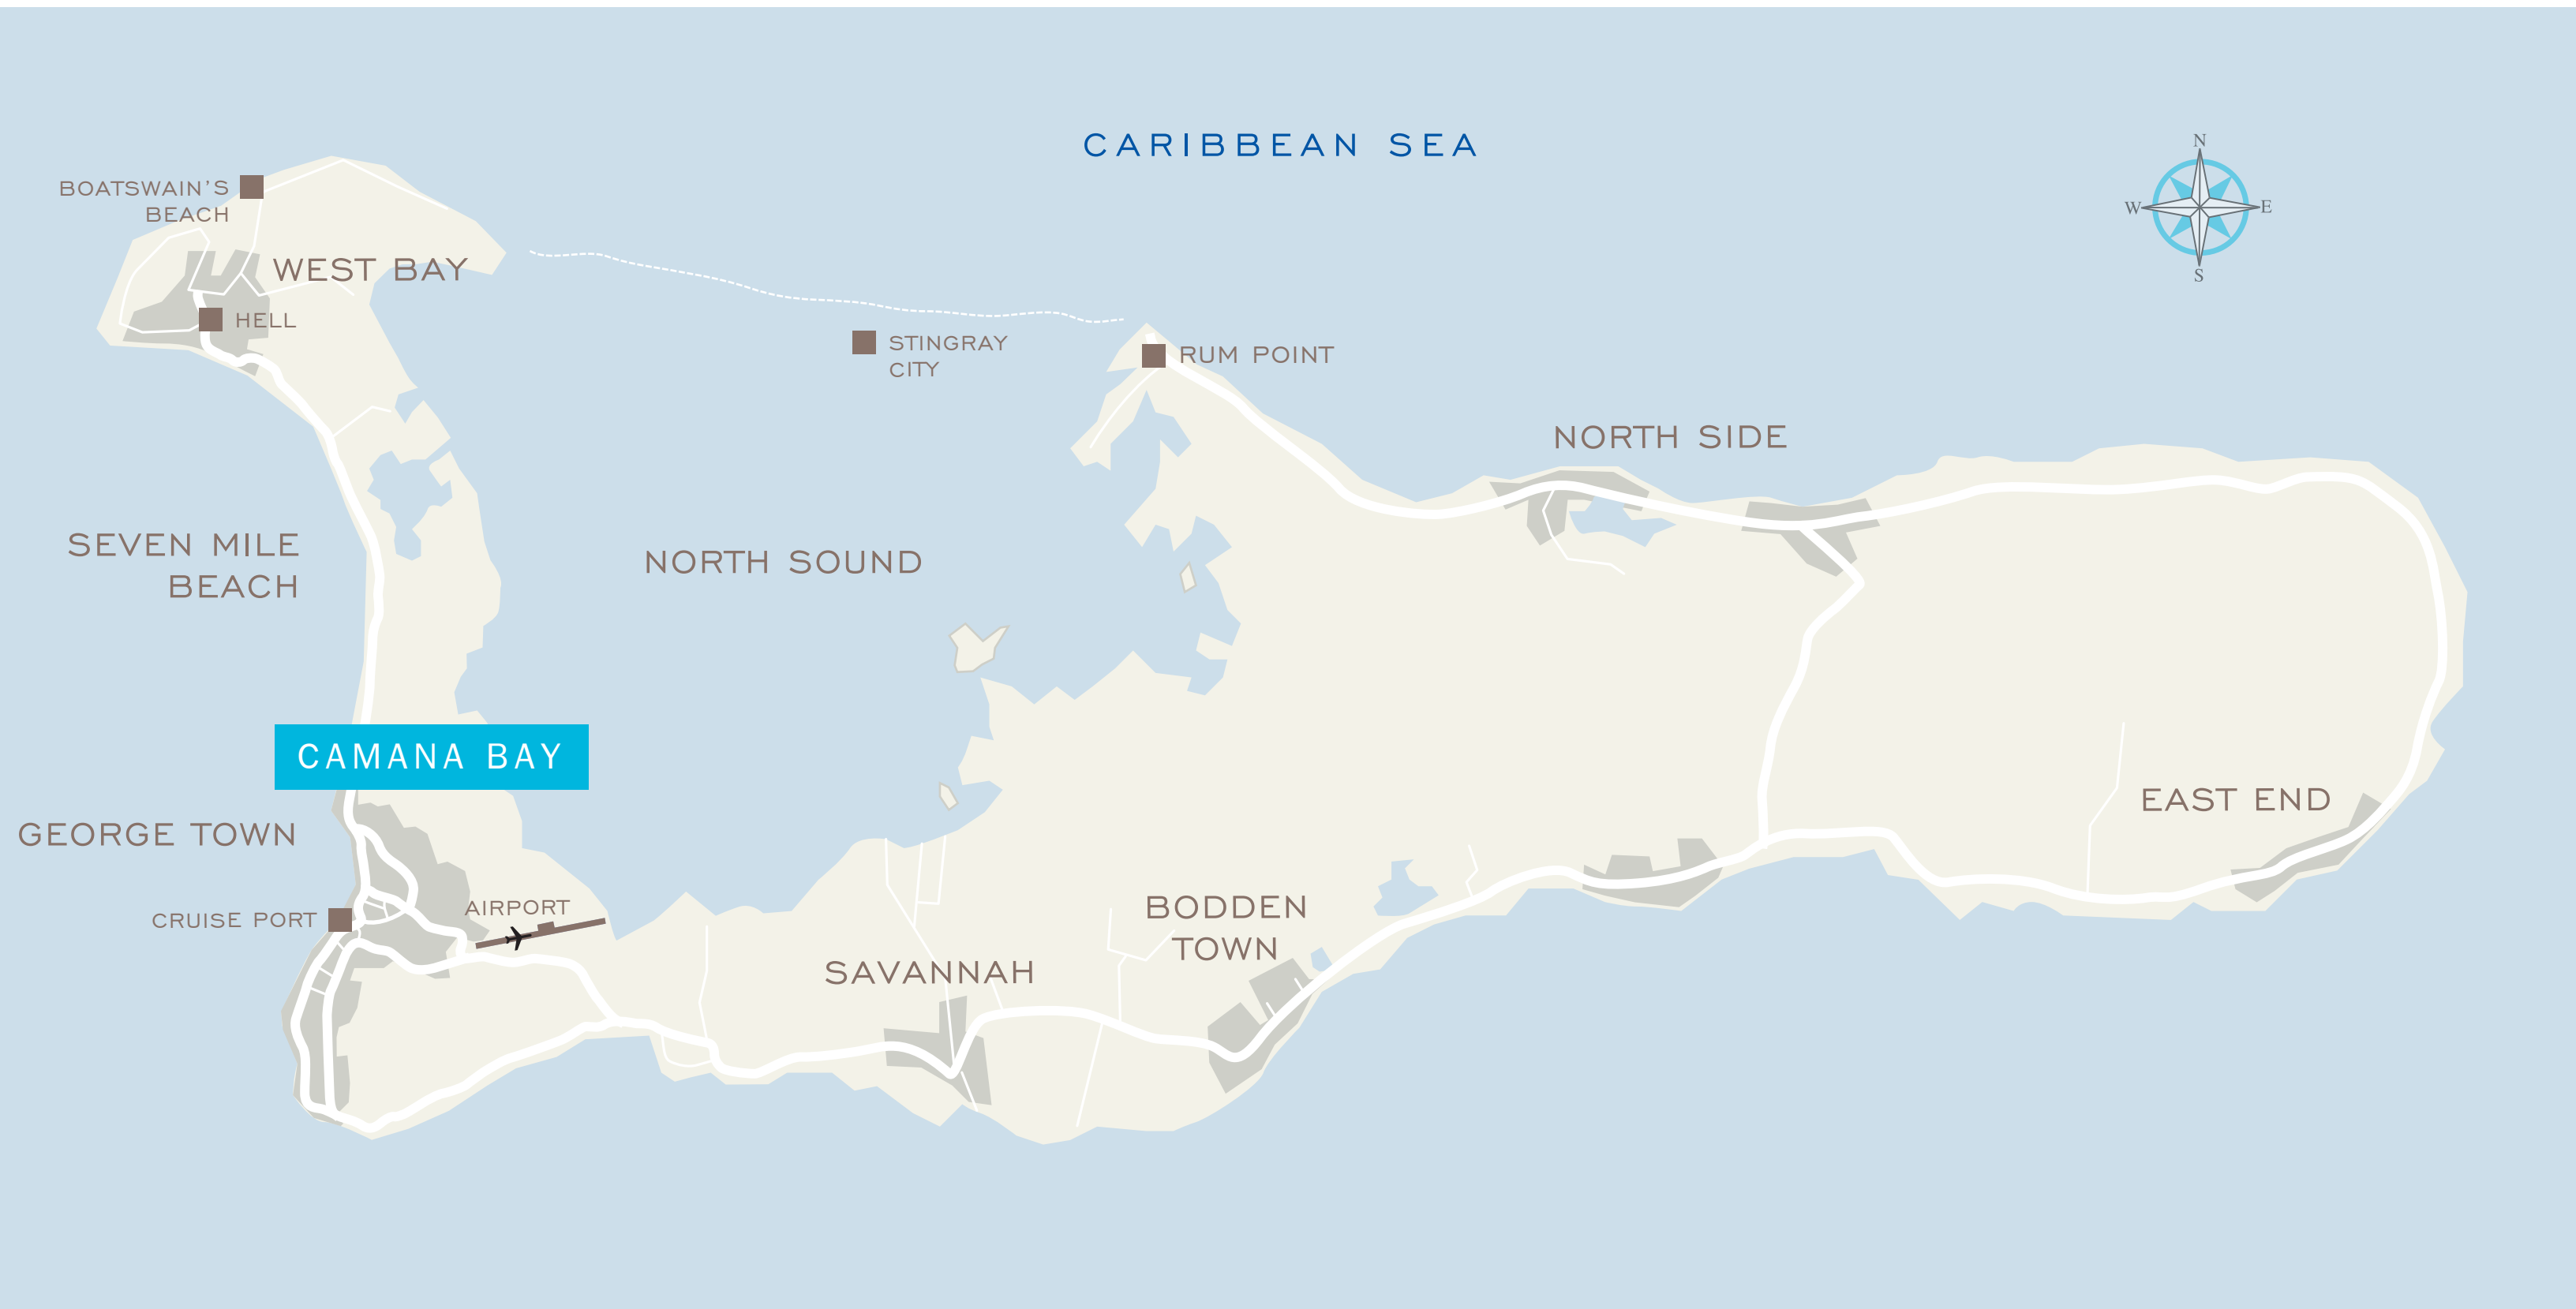 CARIBBEAN SEA
N
W
E
S
BOATSWAIN'S
BEACH
WEST BAY
HELL
STINGRAY
CITY
RUM POINT
NORTH SIDE
SEVEN MILE
BEACH
NORTH SOUND
CAMANA BAY
EAST END
GEORGE TOWN
CRUISE PORT
AIRPORT
BODDEN
TOWN
SAVANNAH